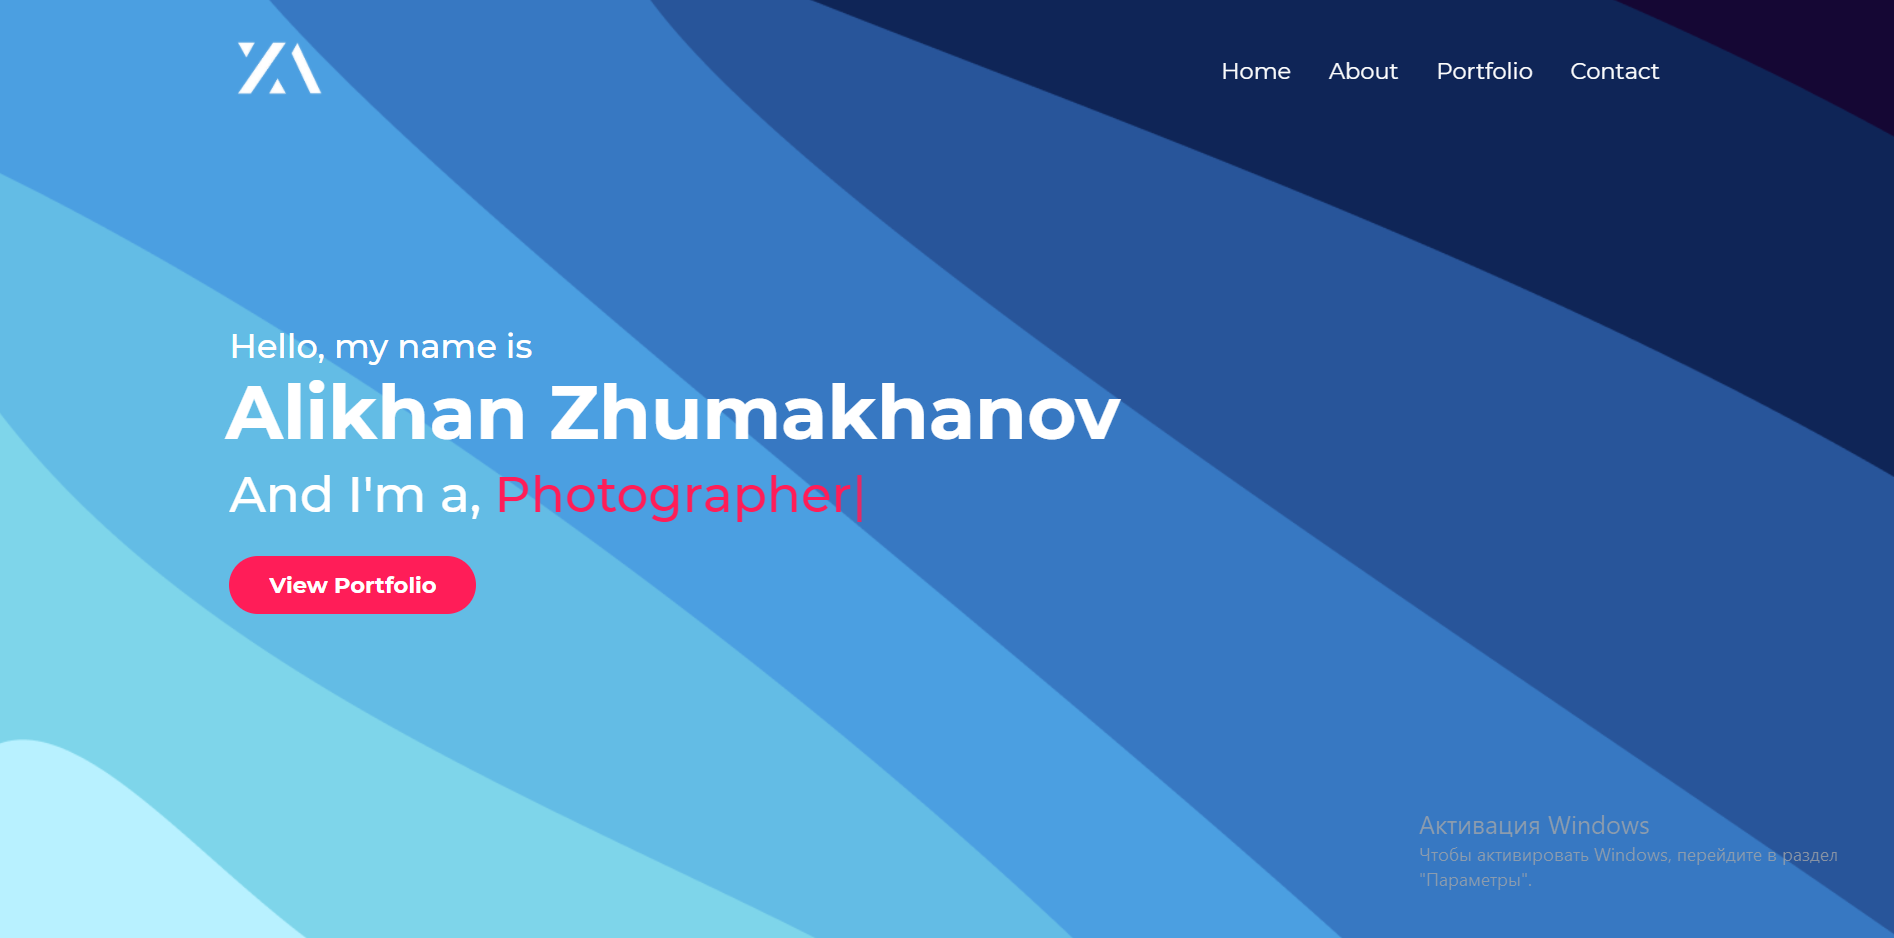 Home About Portfolio Contact
Hello, my name is
Alikhan Zhumakhanov
And I'm a, Photographer|
View Portfolio
Активация Windows
Чтобы активировать Windows, перейдите в раздел
"Параметры".